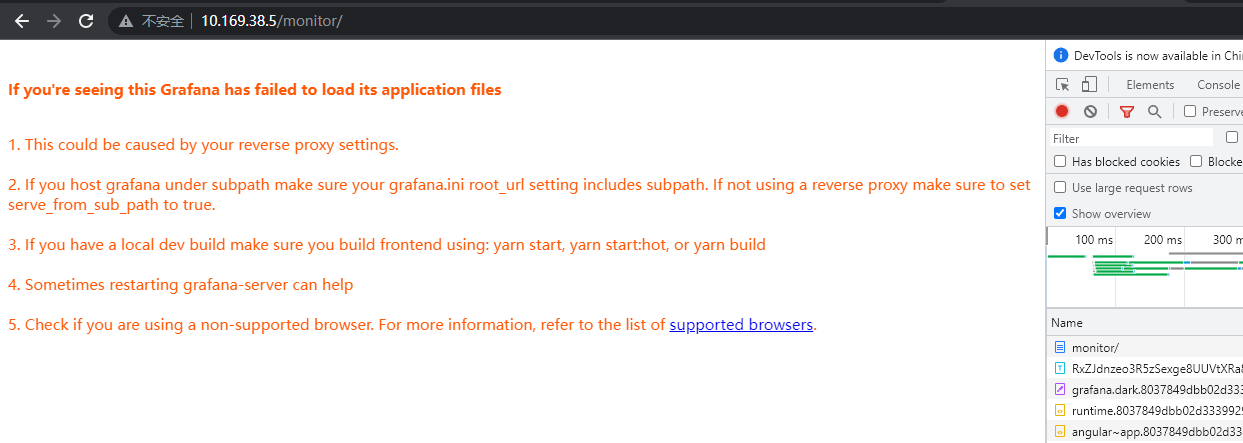 不安全 10.169.38.5/monitor/
If you're seeing this Grafana has failed to load its application files
1. This could be caused by your reverse proxy settings.
2. If you host grafana under subpath make sure your grafana.ini root_url setting includes subpath. If not using a reverse proxy make sure to set
serve_from_sub_path to true.
3. If you have a local dev build make sure you build frontend using: yarn start, yarn start:hot, or yarn build
4. Sometimes restarting grafana-server can help
5. Check if you are using a non-supported browser. For more information, refer to the list of supported browsers.
DevTools is now available in Chi
Elements Console
Preserve
Filter
Has blocked cookies Blocke
Use large request rows
Show overview
100 ms 200 ms 300 m
Name
monitor/
RxZJdnzeo3R5zSexge8UUVtXRa8
grafana.dark.8037849dbb02d333
runtime.8037849dbb02d3339929
angular~app.8037849dbb02d33